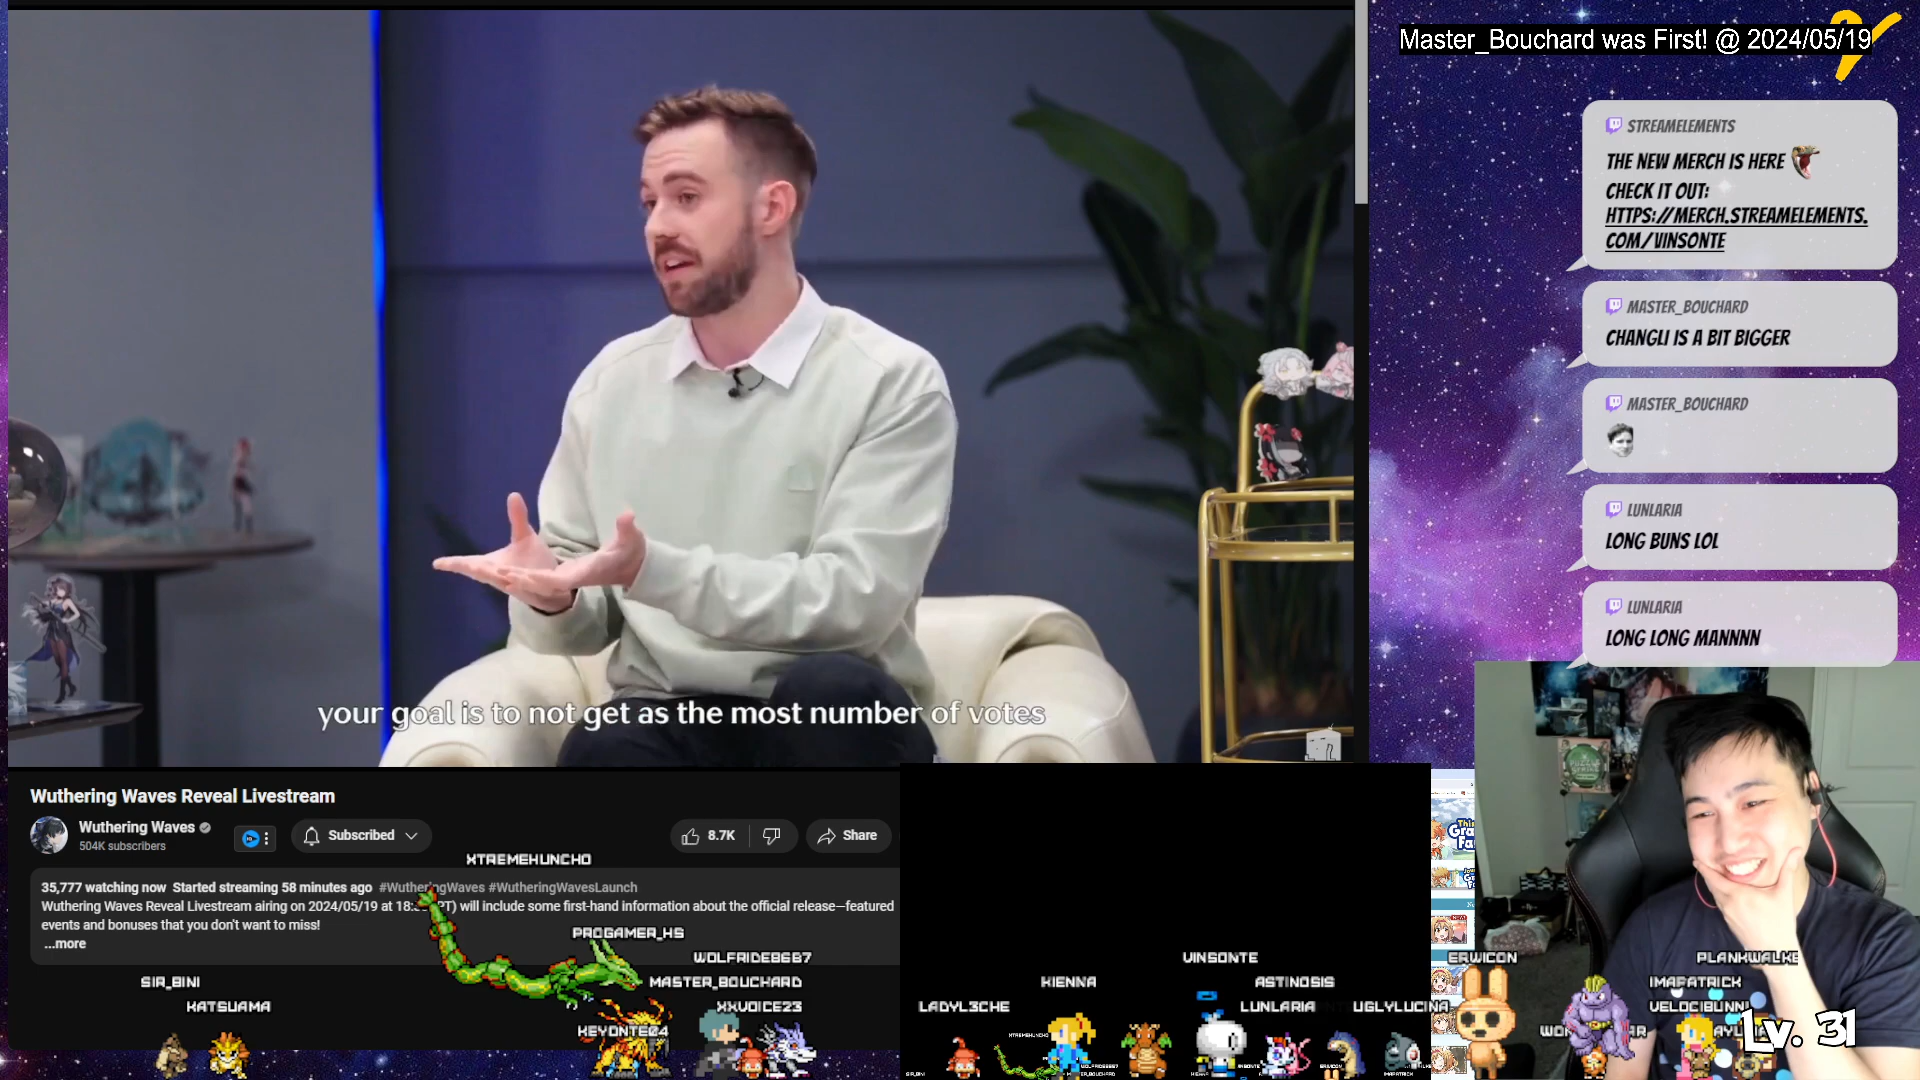 Master_Bouchard was First! @ 2024/05/19
STREAMELEMENTS
THE NEW MERCH IS HERE
CHECK IT OUT:
HTTPS://MERCH.STREAMELEMENTS.
COM/VINSONTE
MASTER_BOUCHARD
CHANGLI IS A BIT BIGGER
MASTER_BOUCHARD
LUNLARIA
LONG BUNS LOL
LUNLARIA
LONG LONG MANNNN
your goal is to not get as the most number of votes
Wuthering Waves Reveal Livestream
Wuthering Waves
504K subscribers
Subscribed
8.7K
Share
35,777 watching now Started streaming 58 minutes ago #WutheringWaves #WutheringWavesLaunch
Wuthering Waves Reveal Livestream airing on 2024/05/19 at 18: PT) will include some first-hand information about the official release—featured
events and bonuses that you don't want to miss!
...more
XTREMEHUNCHO
PROGAMER_HS
WOLFRIDE8687
SIR_BINI
MASTER_BOUCHARD
KATSUAMA
XXVOICE23
KEYONTE04
VINSONTE
KIENNA
ASTINOSIS
LADYL3CHE
LUNLARIA
UGLYLUCINA
ERWICON
PLANKWALKE
IMAPATRICK
VELOCIBUNNI
Lv. 31